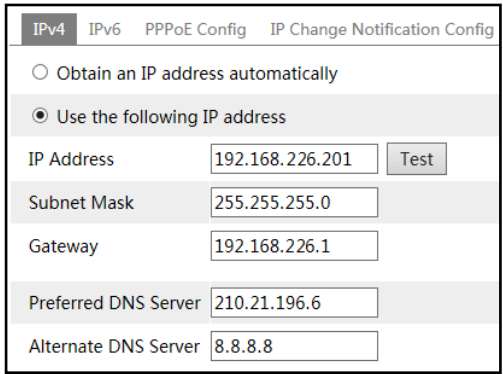 IPv4 IPv6 PPPoE Config IP Change Notification Config
Obtain an IP address automatically
Use the following IP address
IP Address 192.168.226.201 Test
Subnet Mask 255.255.255.0
Gateway 192.168.226.1
Preferred DNS Server 210.21.196.6
Alternate DNS Server 8.8.8.8